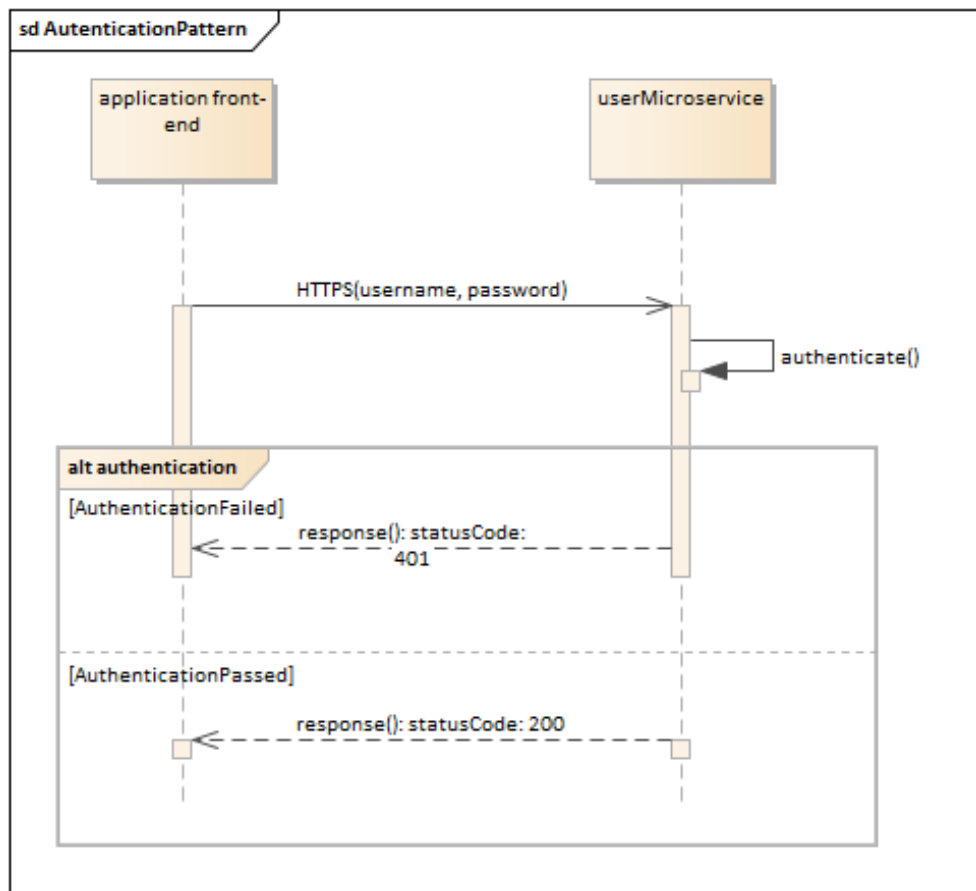 sd AutenticationPattern
application front-
end
userMicroservice
HTTPS(username, password)
authenticate()
alt authentication
[AuthenticationFailed]
response(): statusCode:
401
[AuthenticationPassed]
response(): statusCode: 200